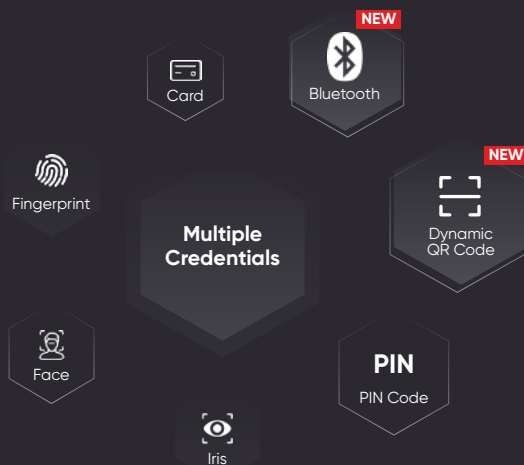 NEW
Bluetooth
Card
NEW
Dynamic
QR Code
Fingerprint
Multiple
Credentials
Face
PIN
PIN Code
Iris